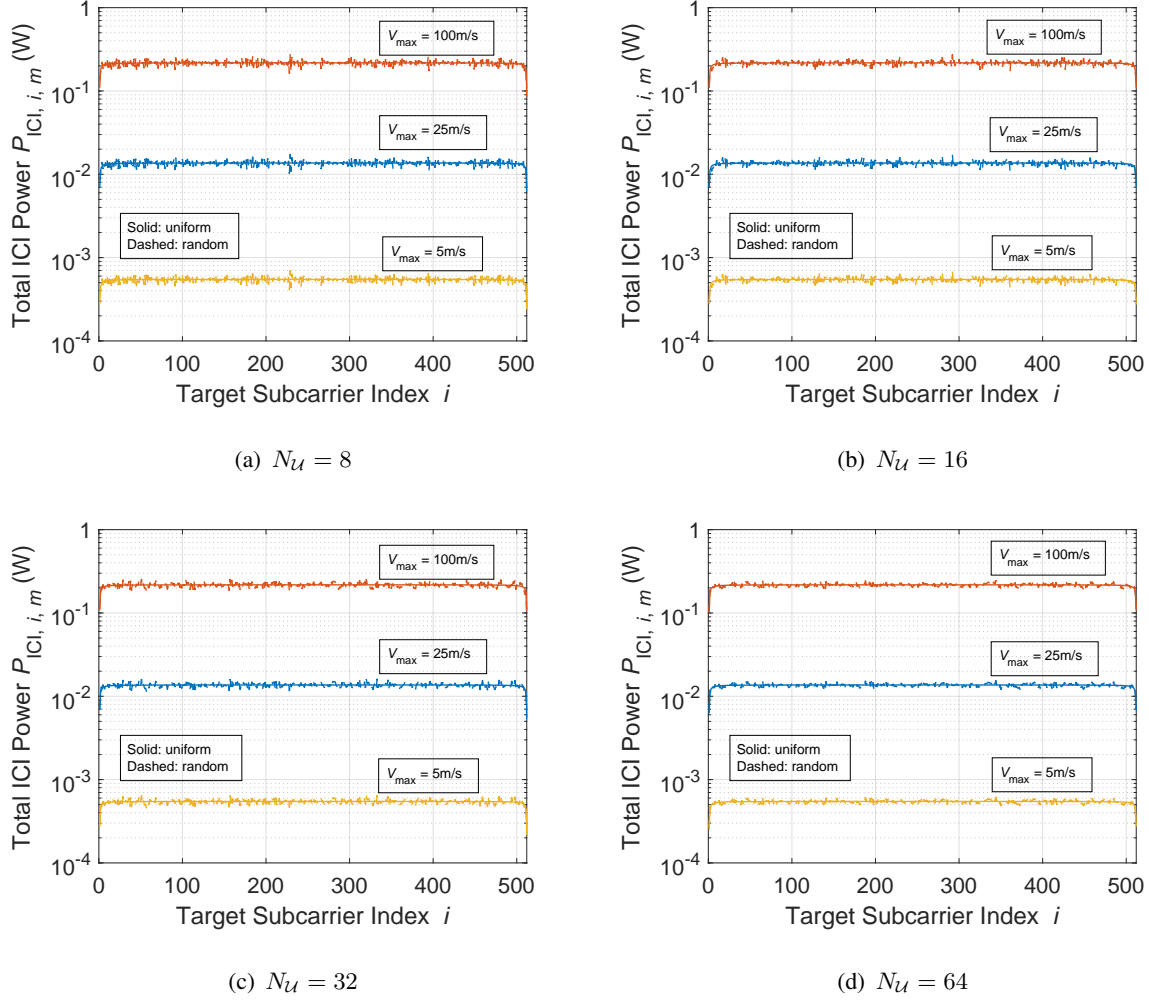 Total ICI Power P_ICI, i, m (W)
1
10^-1
10^-2
10^-3
10^-4
V_max = 100m/s
V_max = 25m/s
Solid: uniform
Dashed: random
V_max = 5m/s
0 100 200 300 400 500
Target Subcarrier Index i
(a) N_𝒰 = 8
Total ICI Power P_ICI, i, m (W)
1
10^-1
10^-2
10^-3
10^-4
V_max = 100m/s
V_max = 25m/s
Solid: uniform
Dashed: random
V_max = 5m/s
0 100 200 300 400 500
Target Subcarrier Index i
(b) N_𝒰 = 16
Total ICI Power P_ICI, i, m (W)
1
10^-1
10^-2
10^-3
10^-4
V_max = 100m/s
V_max = 25m/s
Solid: uniform
Dashed: random
V_max = 5m/s
0 100 200 300 400 500
Target Subcarrier Index i
(c) N_𝒰 = 32
Total ICI Power P_ICI, i, m (W)
1
10^-1
10^-2
10^-3
10^-4
V_max = 100m/s
V_max = 25m/s
Solid: uniform
Dashed: random
V_max = 5m/s
0 100 200 300 400 500
Target Subcarrier Index i
(d) N_𝒰 = 64